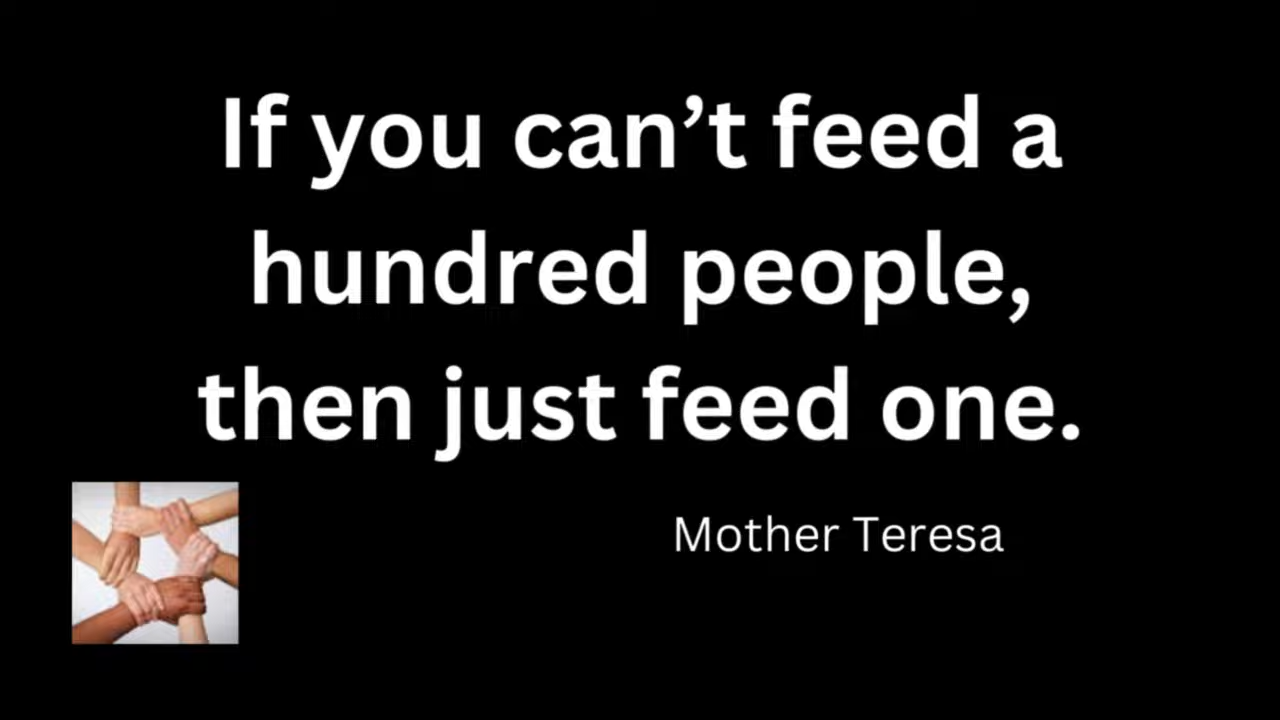 If you can’t feed a
hundred people,
then just feed one.
Mother Teresa